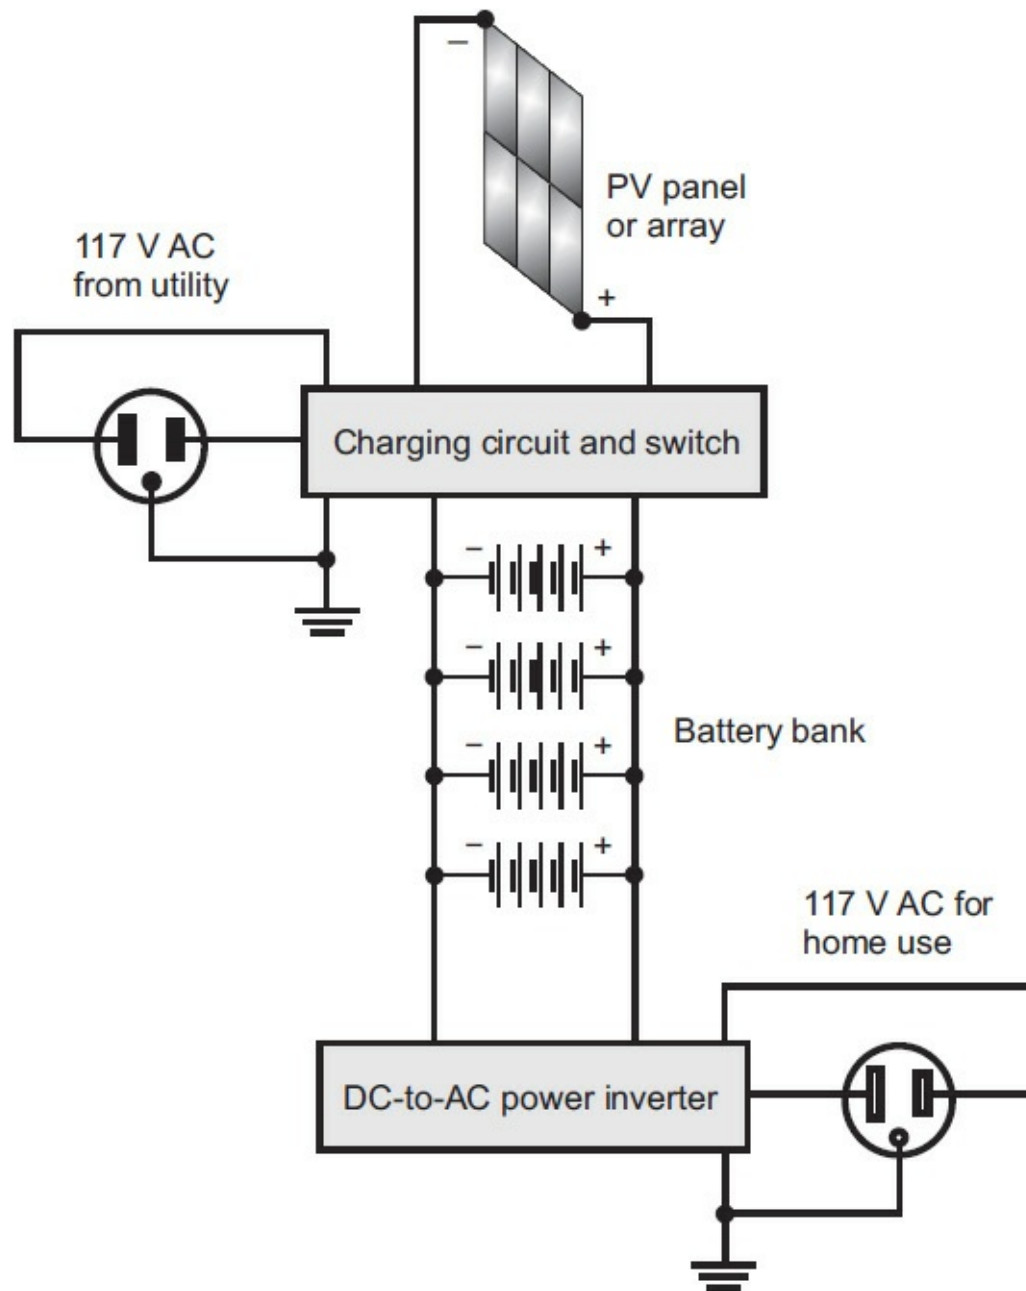 −
PV panel
or array
+
117 V AC
from utility
Charging circuit and switch
− +
− +
Battery bank
− +
− +
117 V AC for
home use
DC-to-AC power inverter